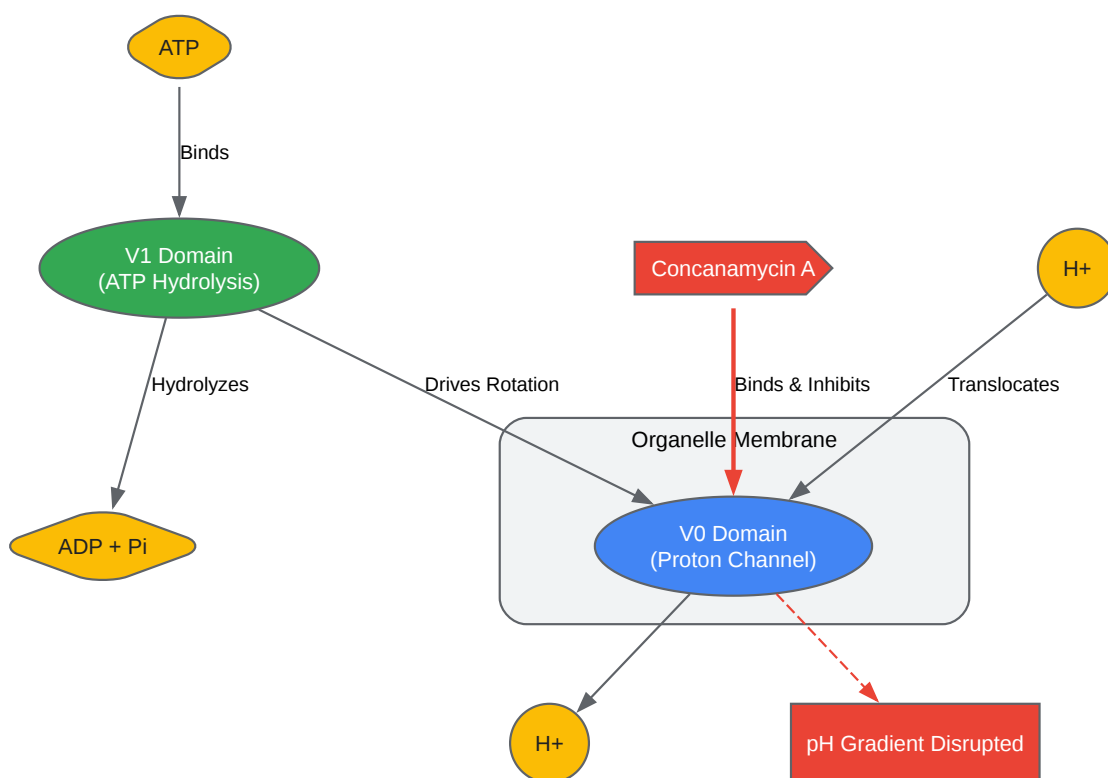 ATP
Binds
V1 Domain
(ATP Hydrolysis)
Concanamycin A
H+
Hydrolyzes
Drives Rotation
Binds & Inhibits
Translocates
Organelle Membrane
ADP + Pi
V0 Domain
(Proton Channel)
H+
pH Gradient Disrupted